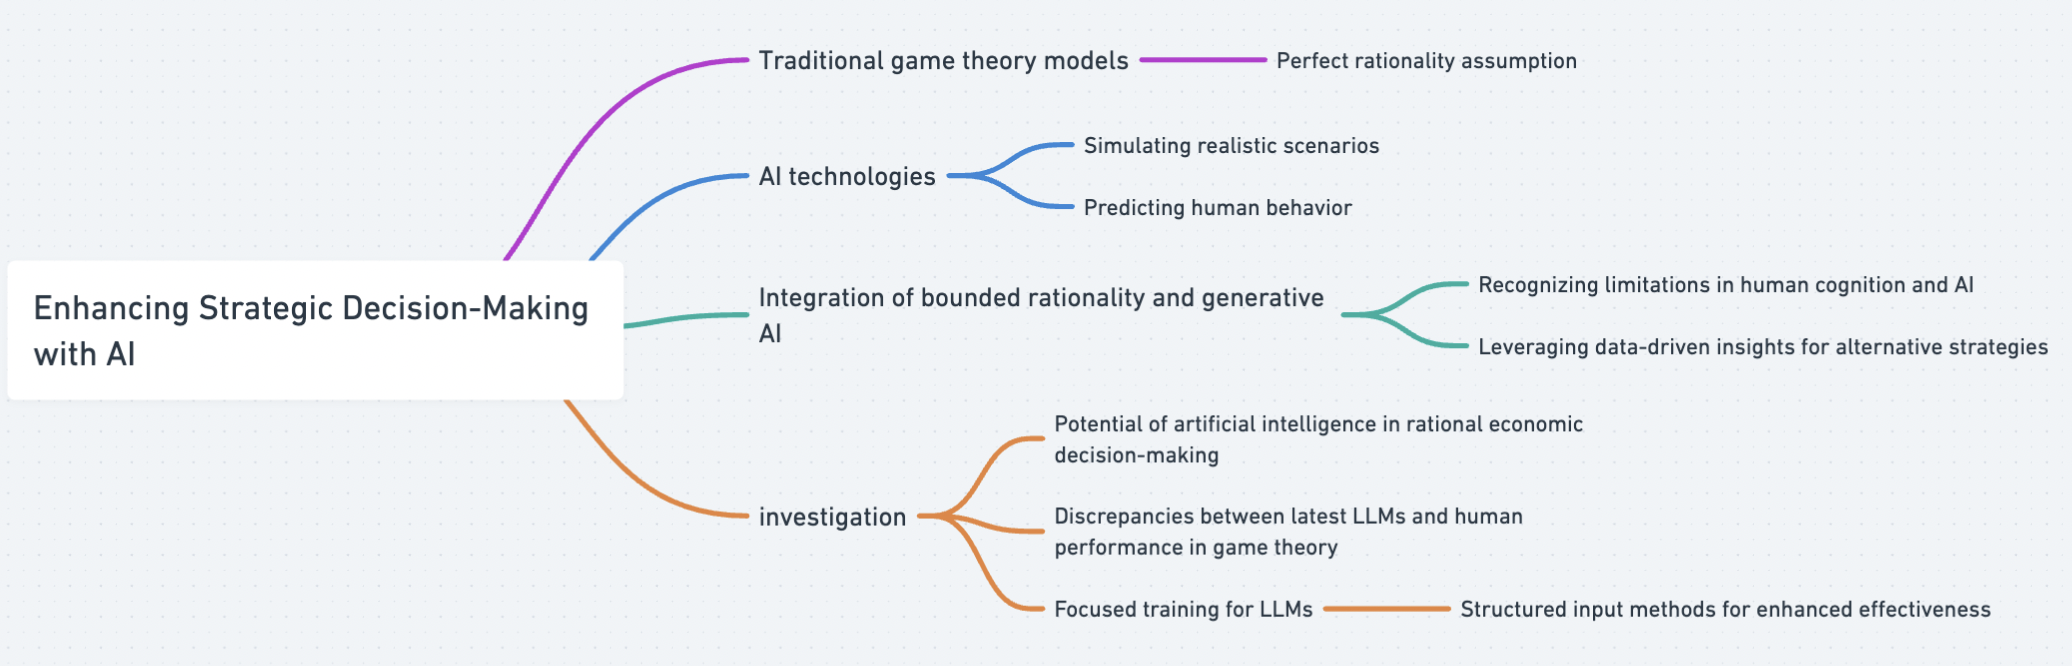 Enhancing Strategic Decision-Making
with AI
Traditional game theory models
Perfect rationality assumption
AI technologies
Simulating realistic scenarios
Predicting human behavior
Integration of bounded rationality and generative
AI
Recognizing limitations in human cognition and AI
Leveraging data-driven insights for alternative strategies
investigation
Potential of artificial intelligence in rational economic
decision-making
Discrepancies between latest LLMs and human
performance in game theory
Focused training for LLMs
Structured input methods for enhanced effectiveness